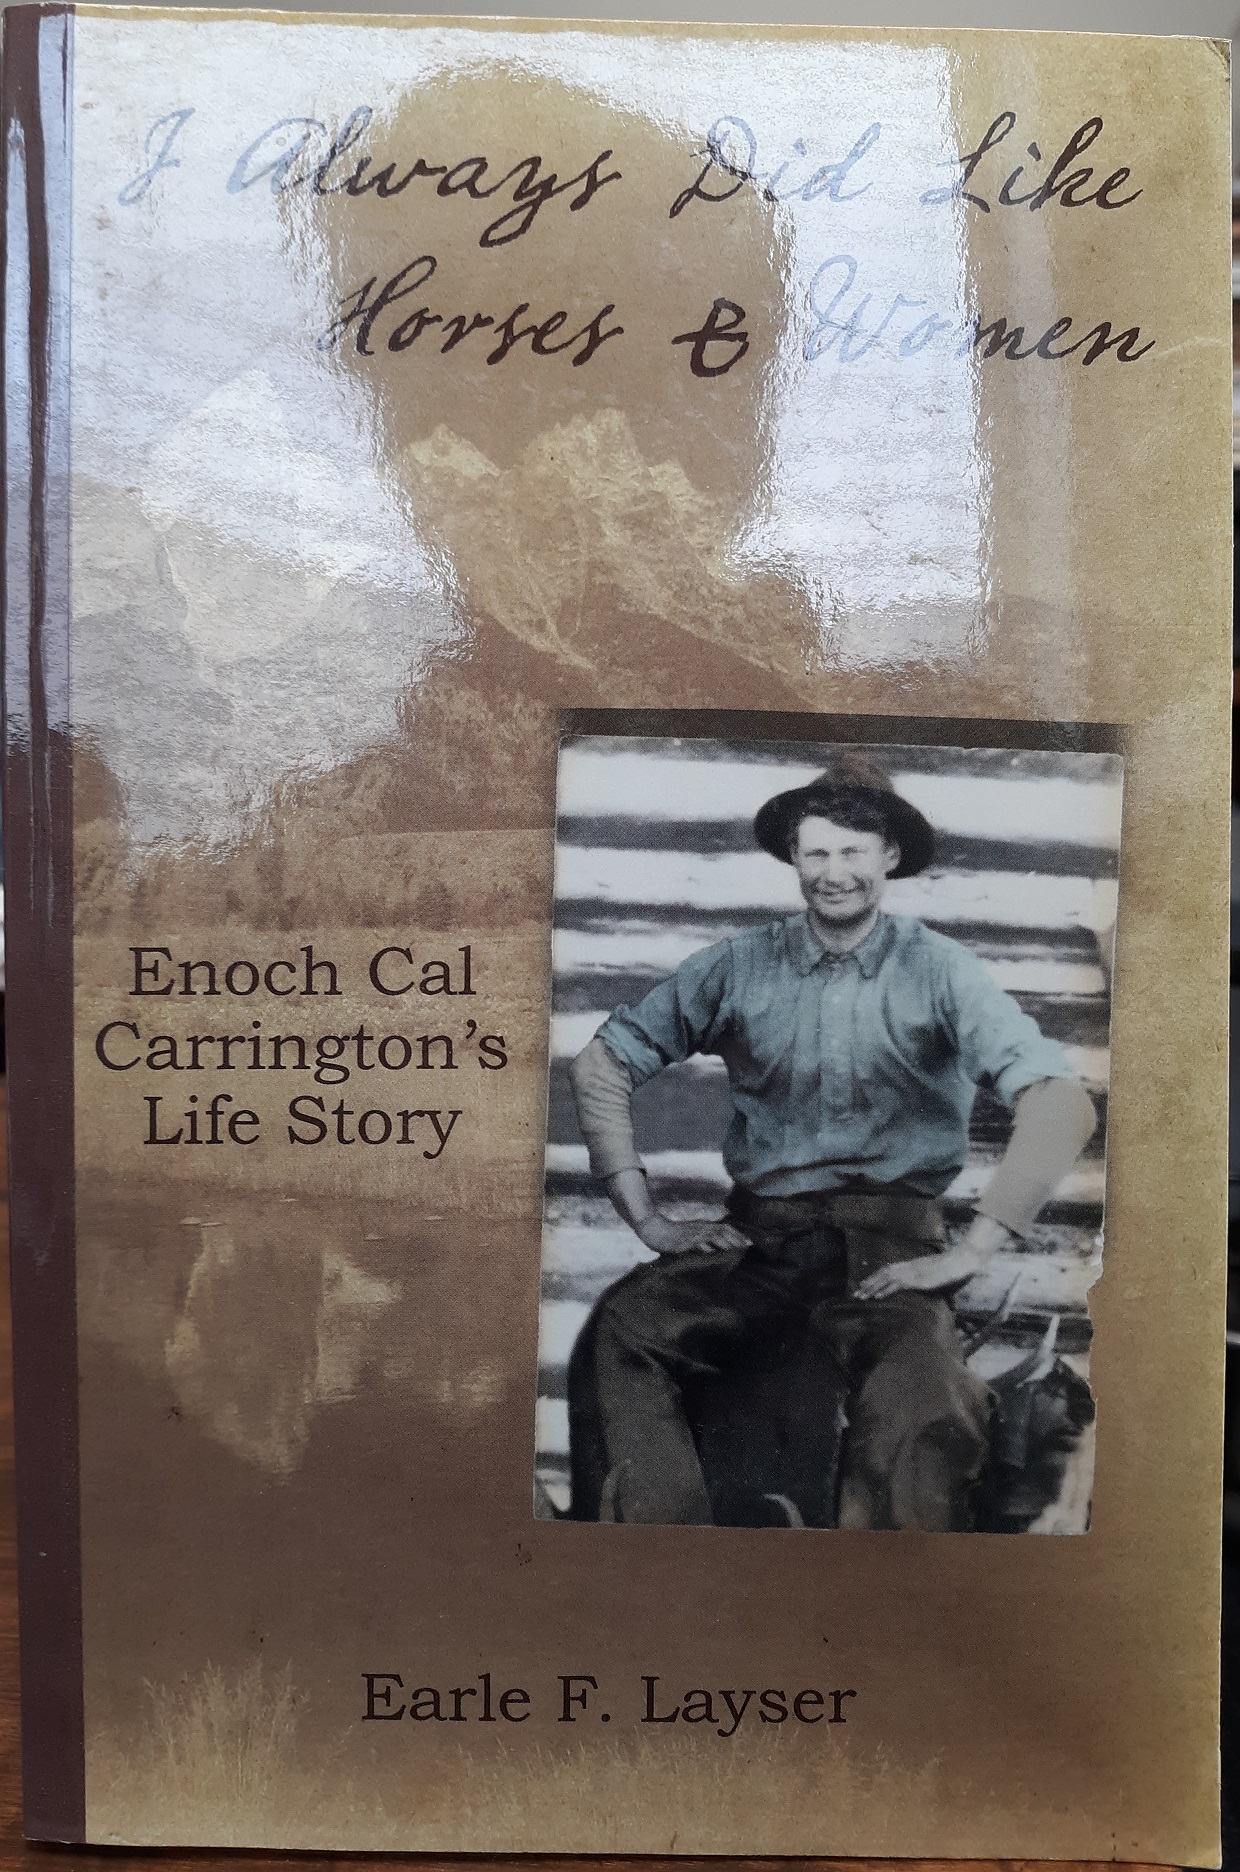 I Always Did Like
Horses & Women
Enoch Cal
Carrington's
Life Story
Earle F. Layser